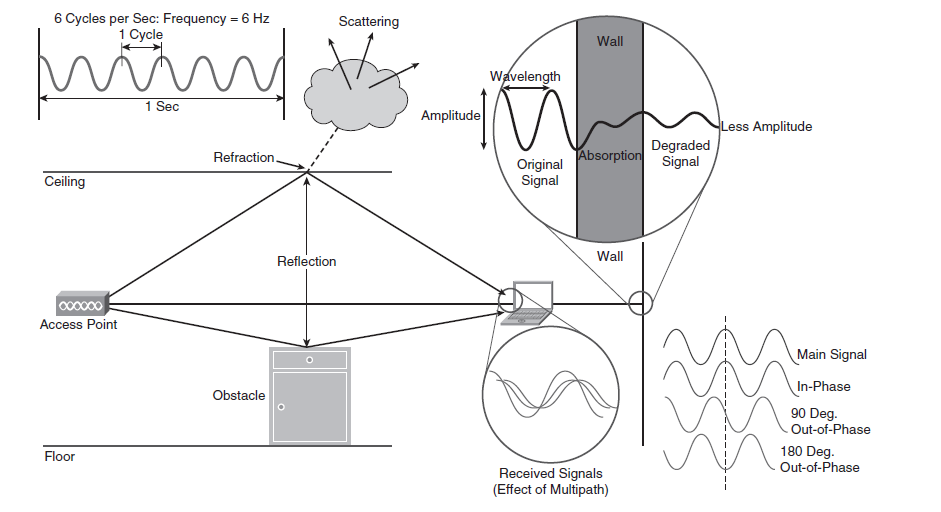 6 Cycles per Sec: Frequency = 6 Hz
1 Cycle
1 Sec
Scattering
Refraction
Ceiling
Reflection
Access Point
Obstacle
Floor
Wall
Wavelength
Amplitude
Original
Signal
Absorption
Degraded
Signal
Less Amplitude
Wall
Received Signals
(Effect of Multipath)
Main Signal
In-Phase
90 Deg.
Out-of-Phase
180 Deg.
Out-of-Phase